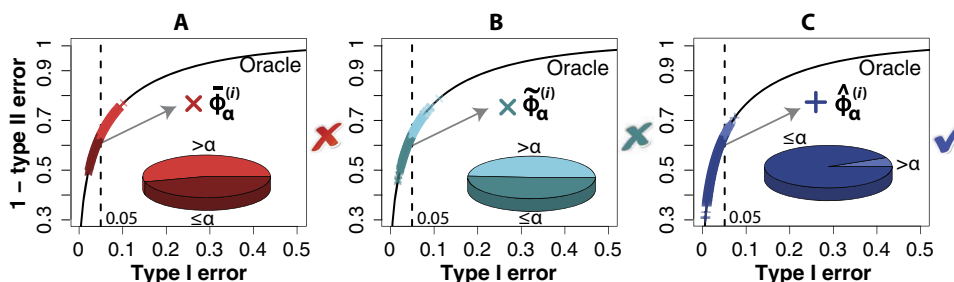 A
1 – type II error
1
0.9
0.7
0.5
0.3
Oracle
ϕ̄α(i)
>α
≤α
0.05
0
0.1
0.2
0.3
0.4
0.5
Type I error
B
1
0.9
0.7
0.5
0.3
Oracle
ϕ̃α(i)
>α
≤α
0.05
0
0.1
0.2
0.3
0.4
0.5
Type I error
C
1
0.9
0.7
0.5
0.3
Oracle
ϕ̂α(i)
≤α
>α
0.05
0
0.1
0.2
0.3
0.4
0.5
Type I error